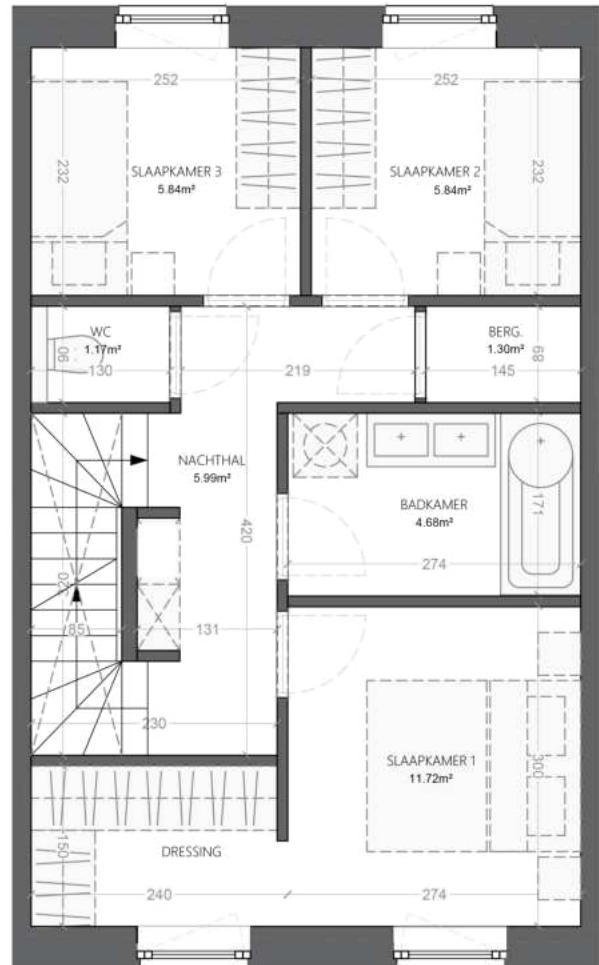 252
252
232
232
SLAAPKAMER 3
5.84m²
SLAAPKAMER 2
5.84m²
WC
1.17m²
90
130
219
BERG.
1.30m²
89
145
NACHTHAL
5.99m²
420
BADKAMER
4.68m²
171
274
85
131
230
SLAAPKAMER 1
11.72m²
300
DRESSING
150
240
274